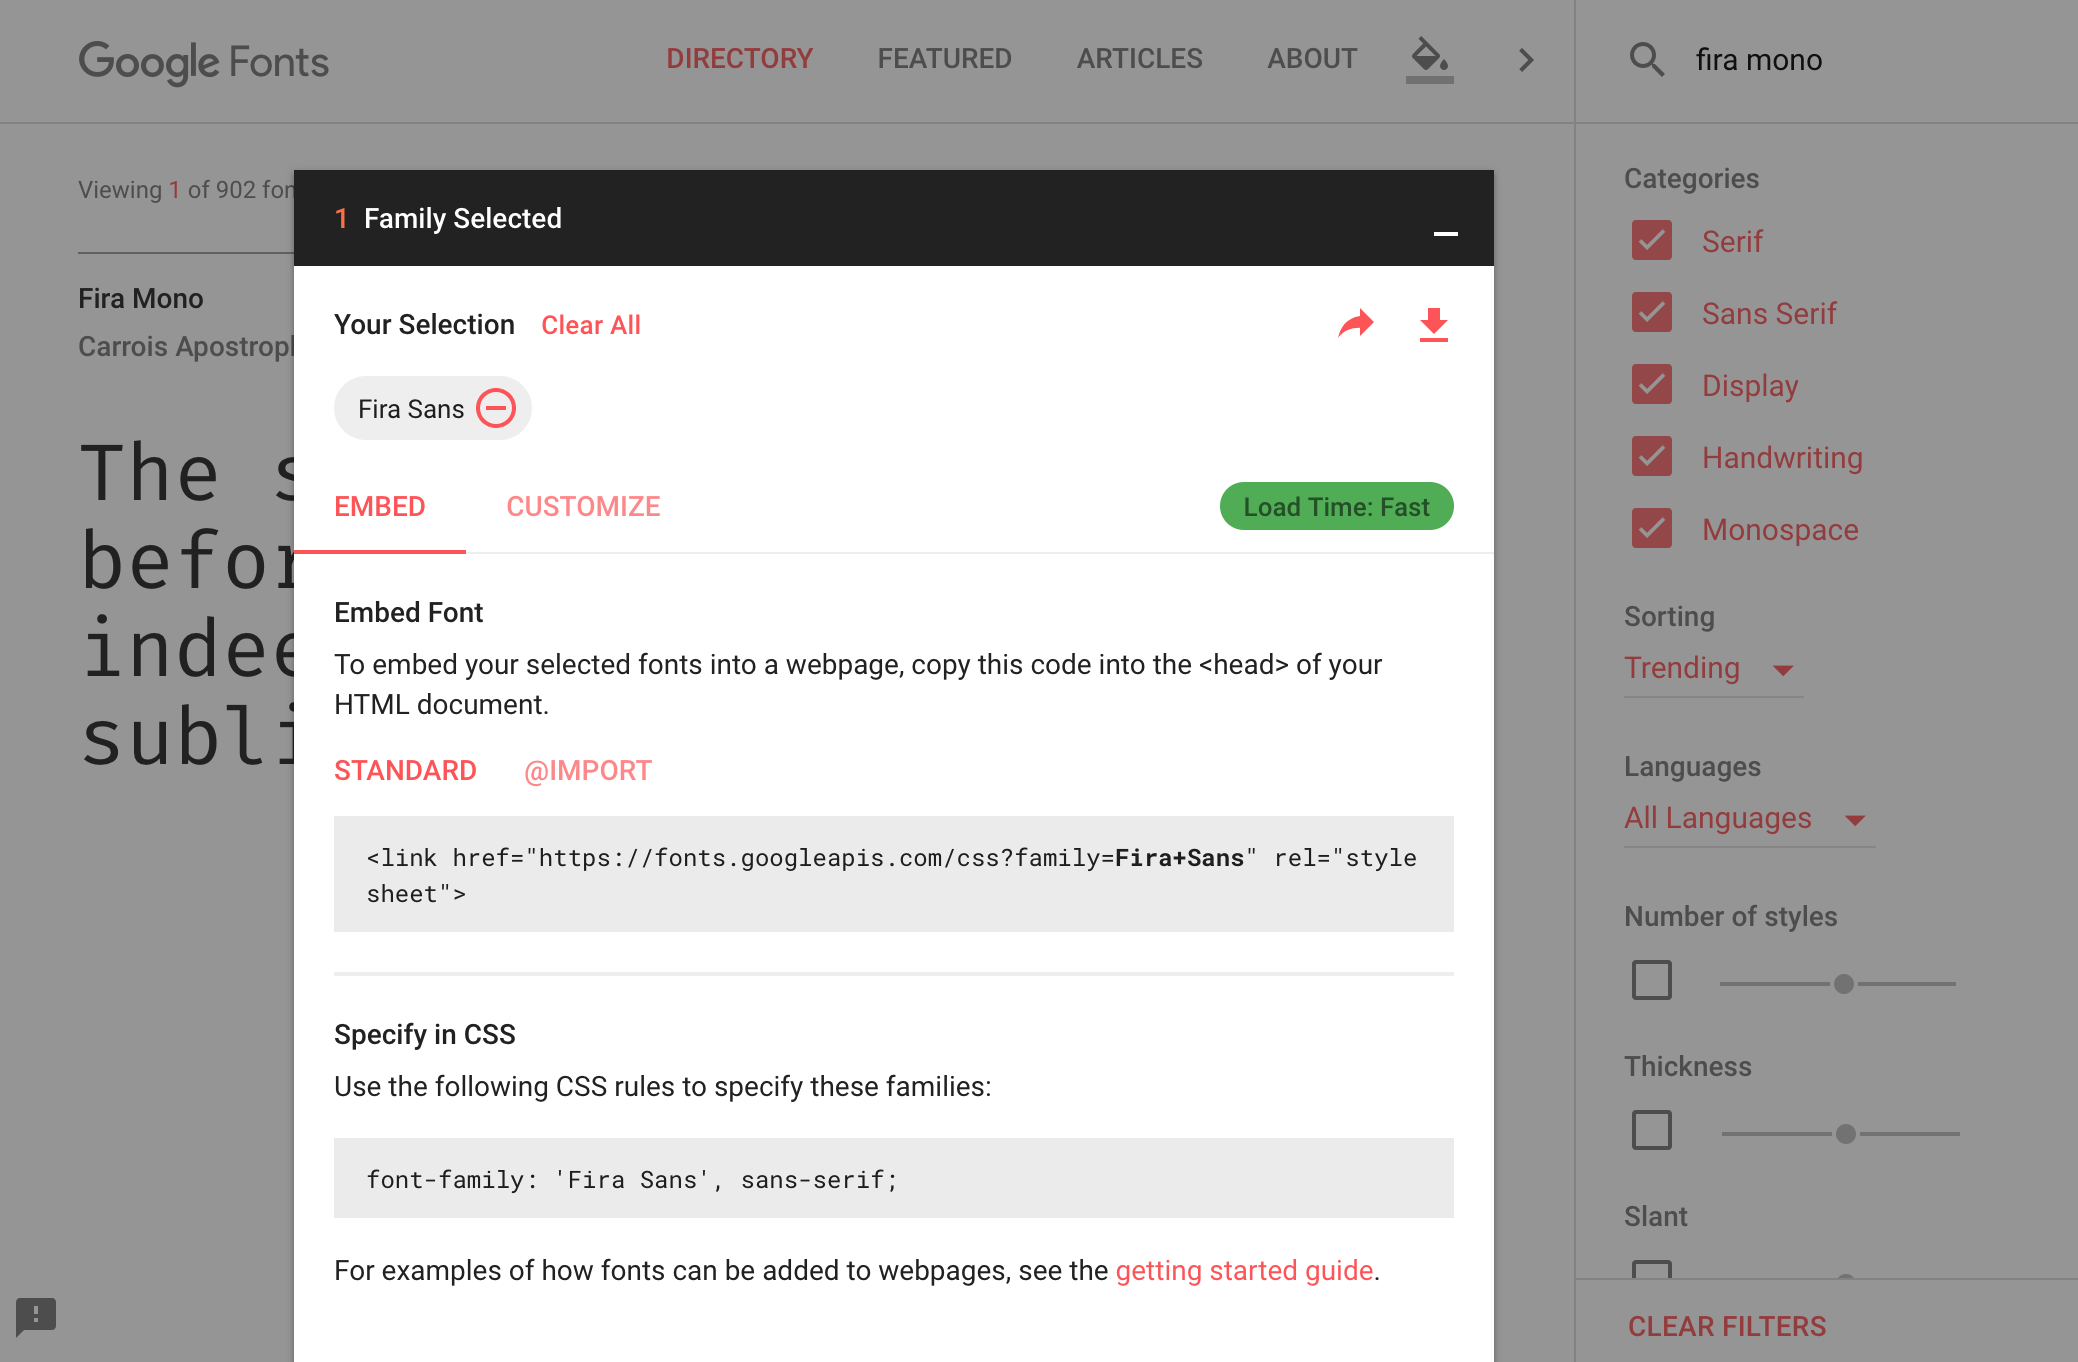 Google Fonts
DIRECTORY
FEATURED
ARTICLES
ABOUT
fira mono
Viewing 1 of 902
Fira Mono
Carrois
The
1 Family Selected
Your Selection
Clear All
Fira Sans
EMBED
CUSTOMIZE
Load Time: Fast
Embed Font
To embed your selected fonts into a webpage, copy this code into the <head> of your
HTML document.
STANDARD
@IMPORT
<link href="https://fonts.googleapis.com/css?family=Fira+Sans" rel="style
sheet">
Specify in CSS
Use the following CSS rules to specify these families:
font-family: 'Fira Sans', sans-serif;
For examples of how fonts can be added to webpages, see the getting started guide.
Categories
Serif
Sans Serif
Display
Handwriting
Monospace
Sorting
Trending
Languages
All Languages
Number of styles
Thickness
Slant
CLEAR FILTERS